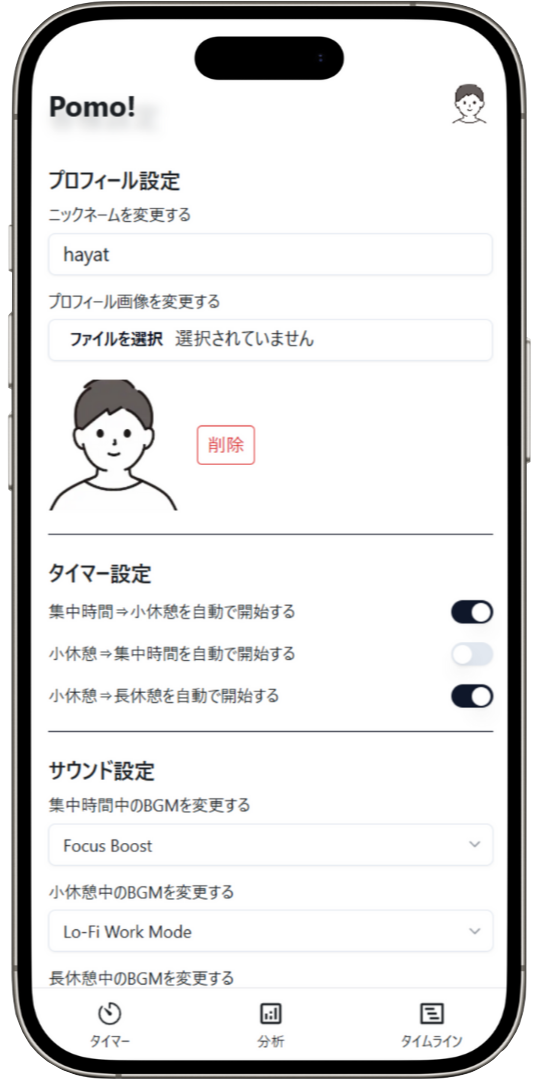 Pomo!
プロフィール設定
ニックネームを変更する
hayat
プロフィール画像を変更する
ファイルを選択 選択されていません
削除
タイマー設定
集中時間⇒小休憩を自動で開始する
小休憩⇒集中時間を自動で開始する
小休憩⇒長休憩を自動で開始する
サウンド設定
集中時間中のBGMを変更する
Focus Boost
小休憩中のBGMを変更する
Lo-Fi Work Mode
長休憩中のBGMを変更する
タイマー 分析 タイムライン